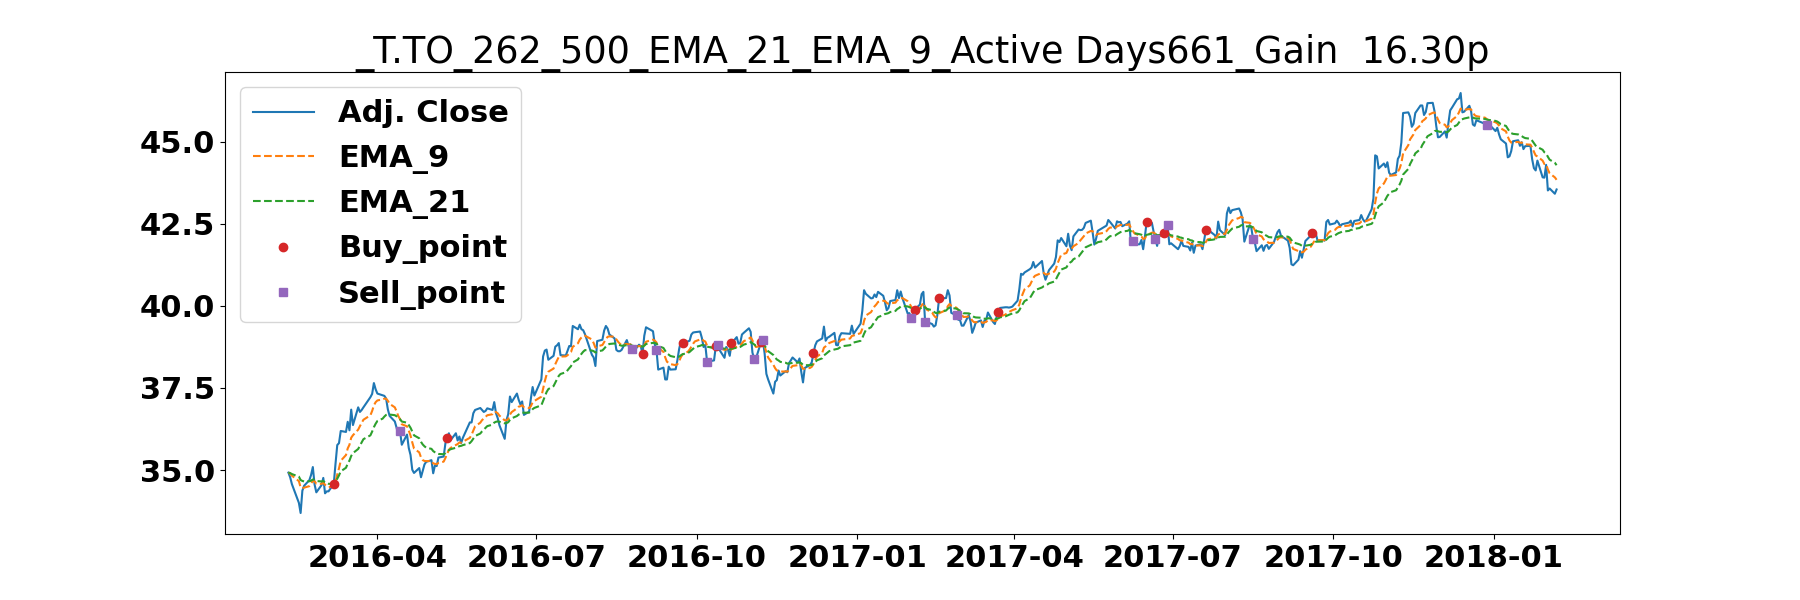 _T.TO_262_500_EMA_21_EMA_9_Active Days661_Gain  16.30p
Adj. Close
EMA_9
EMA_21
Buy_point
Sell_point
45.0
42.5
40.0
37.5
35.0
2016-04 2016-07 2016-10 2017-01 2017-04 2017-07 2017-10 2018-01